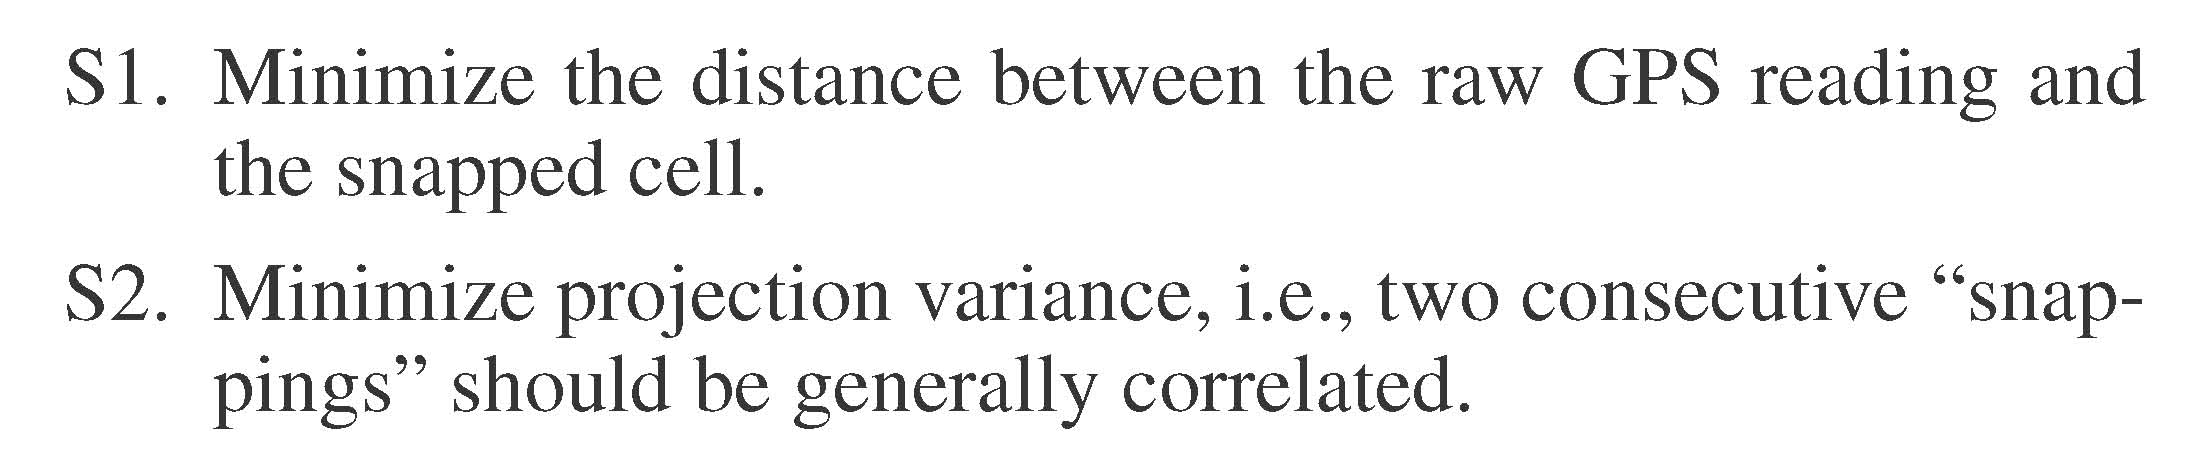 S1. Minimize the distance between the raw GPS reading and
the snapped cell.
S2. Minimize projection variance, i.e., two consecutive “snap-
pings” should be generally correlated.